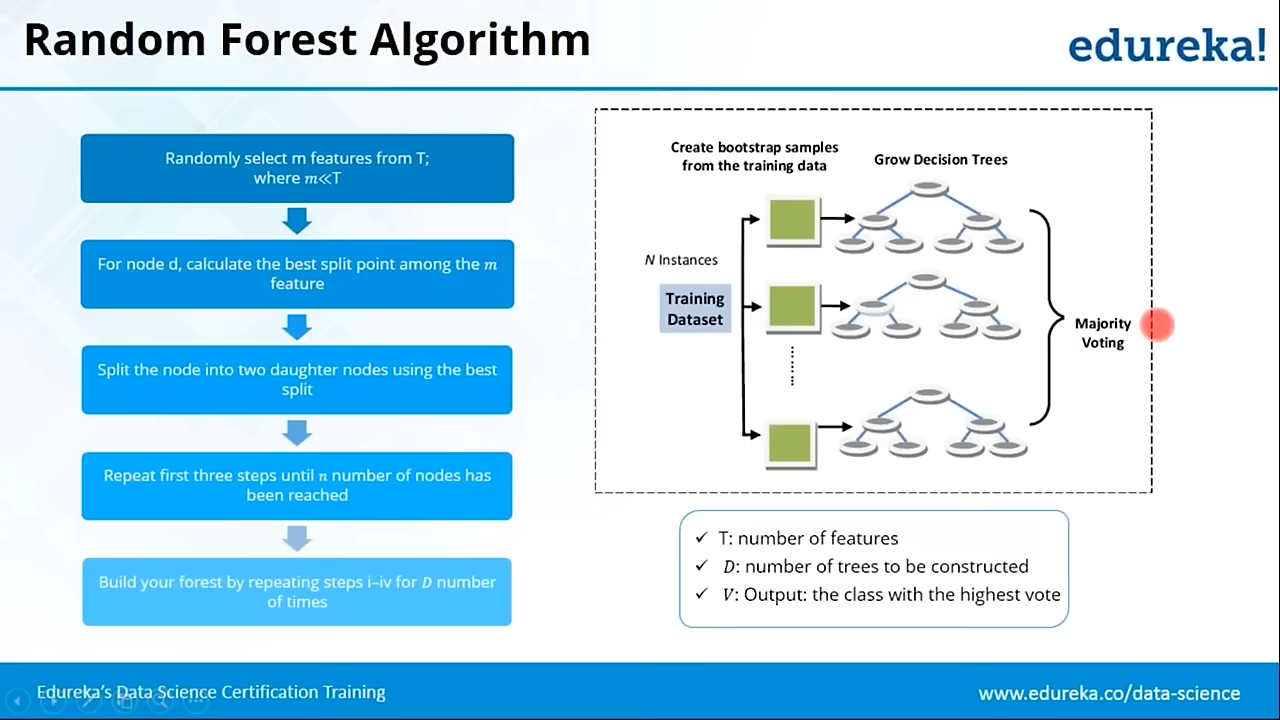 Random Forest Algorithm
edureka!
Randomly select m features from T;
where m≪T
For node d, calculate the best split point among the m
feature
Split the node into two daughter nodes using the best
split
Repeat first three steps until n number of nodes has
been reached
Build your forest by repeating steps i–iv for D number
of times
Create bootstrap samples
from the training data
Grow Decision Trees
N Instances
Training
Dataset
Majority
Voting
✓ T: number of features
✓ D: number of trees to be constructed
✓ V: Output: the class with the highest vote
Edureka's Data Science Certification Training
www.edureka.co/data-science